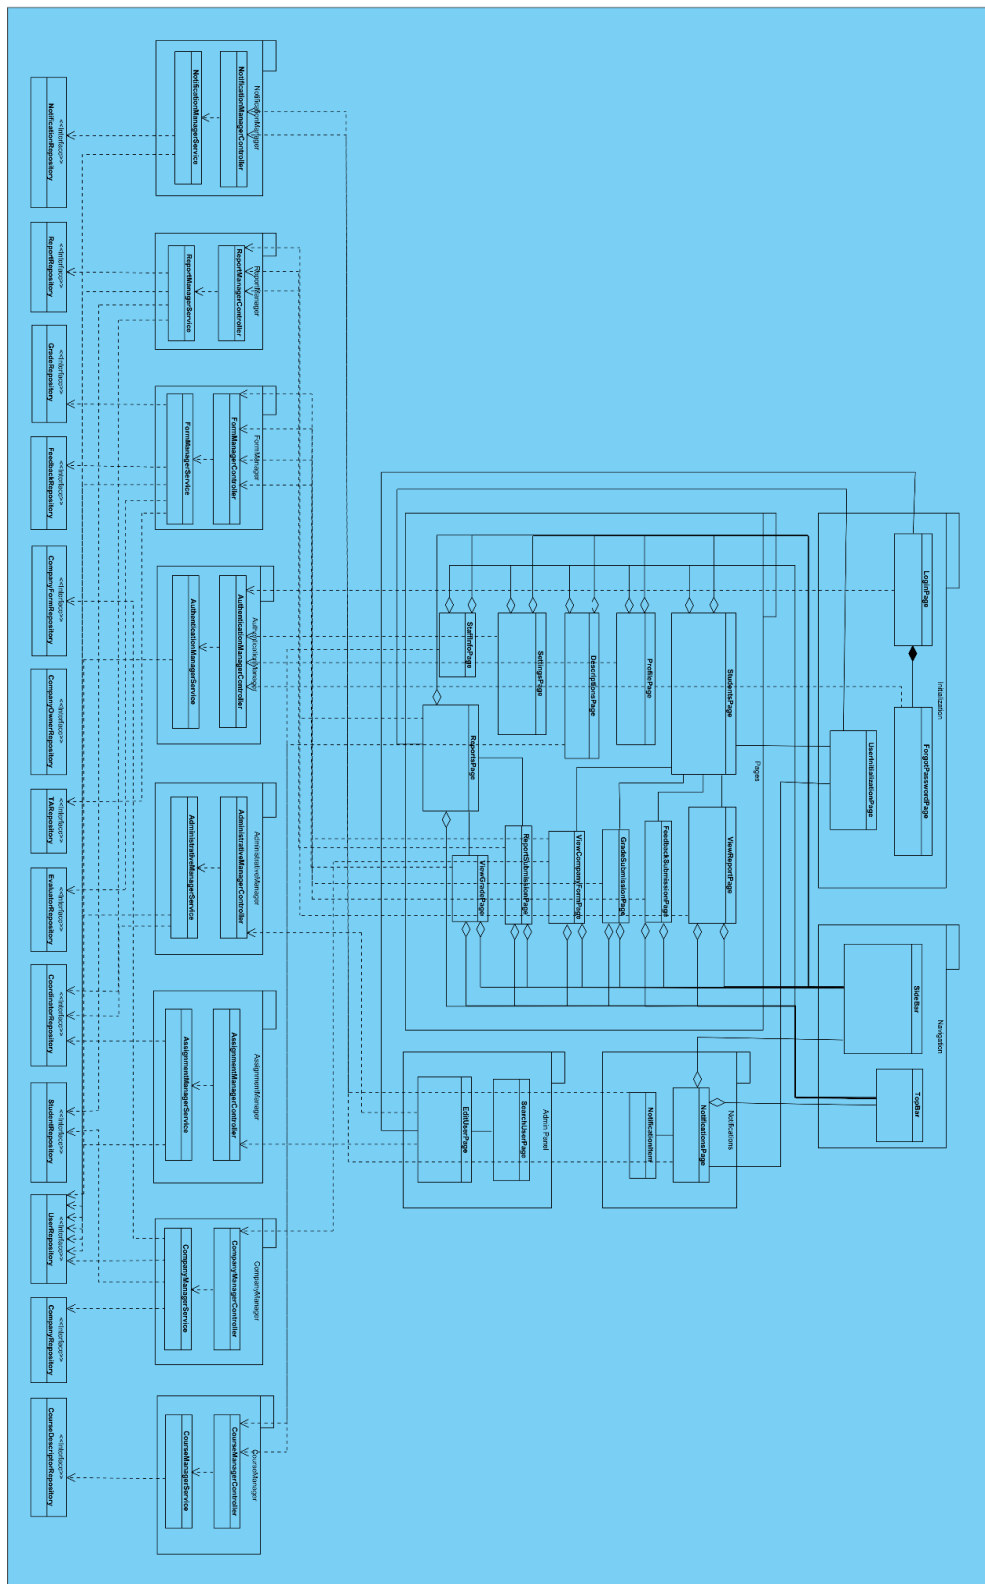 Initialization
LoginPage
ForgotPasswordPage
UserInitializationPage
Navigation
SideBar
TopBar
Pages
StudentsPage
ProfilePage
DescriptionsPage
SettingsPage
StaffInfoPage
ReportsPage
ViewReportPage
FeedbackSubmissionPage
GradeSubmissionPage
ViewCompanyFormPage
ReportSubmissionPage
ViewGradePage
Notifications
NotificationsPage
NotificationItem
Admin Panel
SearchUserPage
EditUserPage
NotificationManager
NotificationManagerController
NotificationManagerService
ReportManager
ReportManagerController
ReportManagerService
FormManager
FormManagerController
FormManagerService
AuthenticationManager
AuthenticationManagerController
AuthenticationManagerService
AdministrativeManager
AdministrativeManagerController
AdministrativeManagerService
AssignmentManager
AssignmentManagerController
AssignmentManagerService
CompanyManager
CompanyManagerController
CompanyManagerService
CourseManager
CourseManagerController
CourseManagerService
<<Interface>>
NotificationRepository
<<Interface>>
ReportRepository
<<Interface>>
GradeRepository
<<Interface>>
FeedbackRepository
<<Interface>>
CompanyFormRepository
<<Interface>>
CompanyOwnerRepository
<<Interface>>
TARepository
<<Interface>>
EvaluatorRepository
<<Interface>>
CoordinatorRepository
<<Interface>>
StudentRepository
<<Interface>>
UserRepository
<<Interface>>
CompanyRepository
<<Interface>>
CourseDescriptorRepository